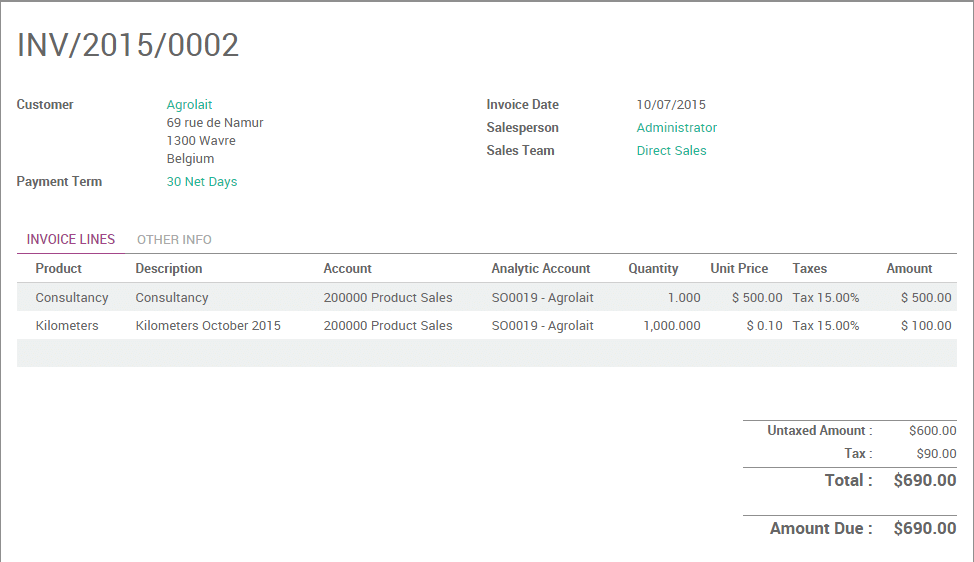 INV/2015/0002
Customer Agrolait Invoice Date 10/07/2015
69 rue de Namur Salesperson Administrator
1300 Wavre Sales Team Direct Sales
Belgium
Payment Term 30 Net Days
INVOICE LINES OTHER INFO
Product Description Account Analytic Account Quantity Unit Price Taxes Amount
Consultancy Consultancy 200000 Product Sales SO0019 - Agrolait 1.000 $ 500.00 Tax 15.00% $ 500.00
Kilometers Kilometers October 2015 200000 Product Sales SO0019 - Agrolait 1,000.000 $ 0.10 Tax 15.00% $ 100.00
Untaxed Amount : $600.00
Tax : $90.00
Total : $690.00
Amount Due : $690.00